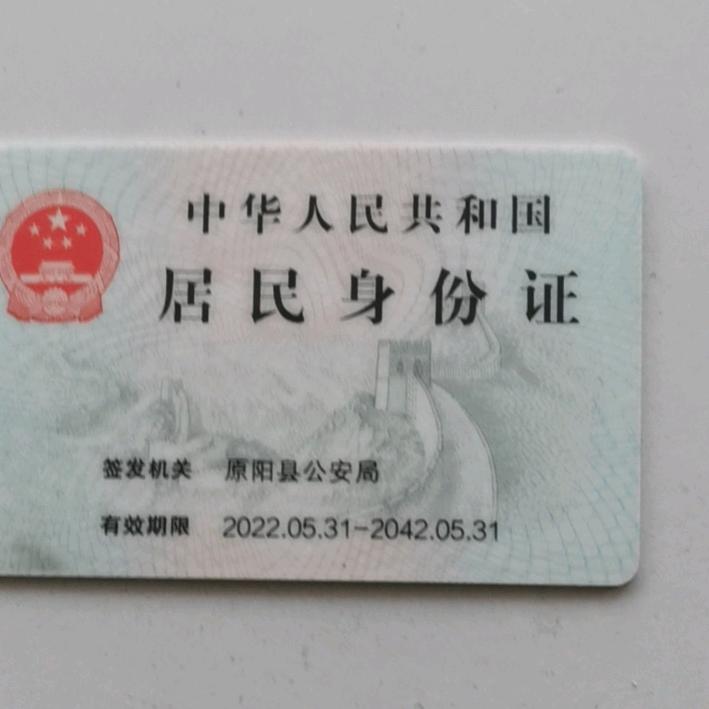 中华人民共和国
居民身份证
签发机关 原阳县公安局
有效期限 2022.05.31-2042.05.31